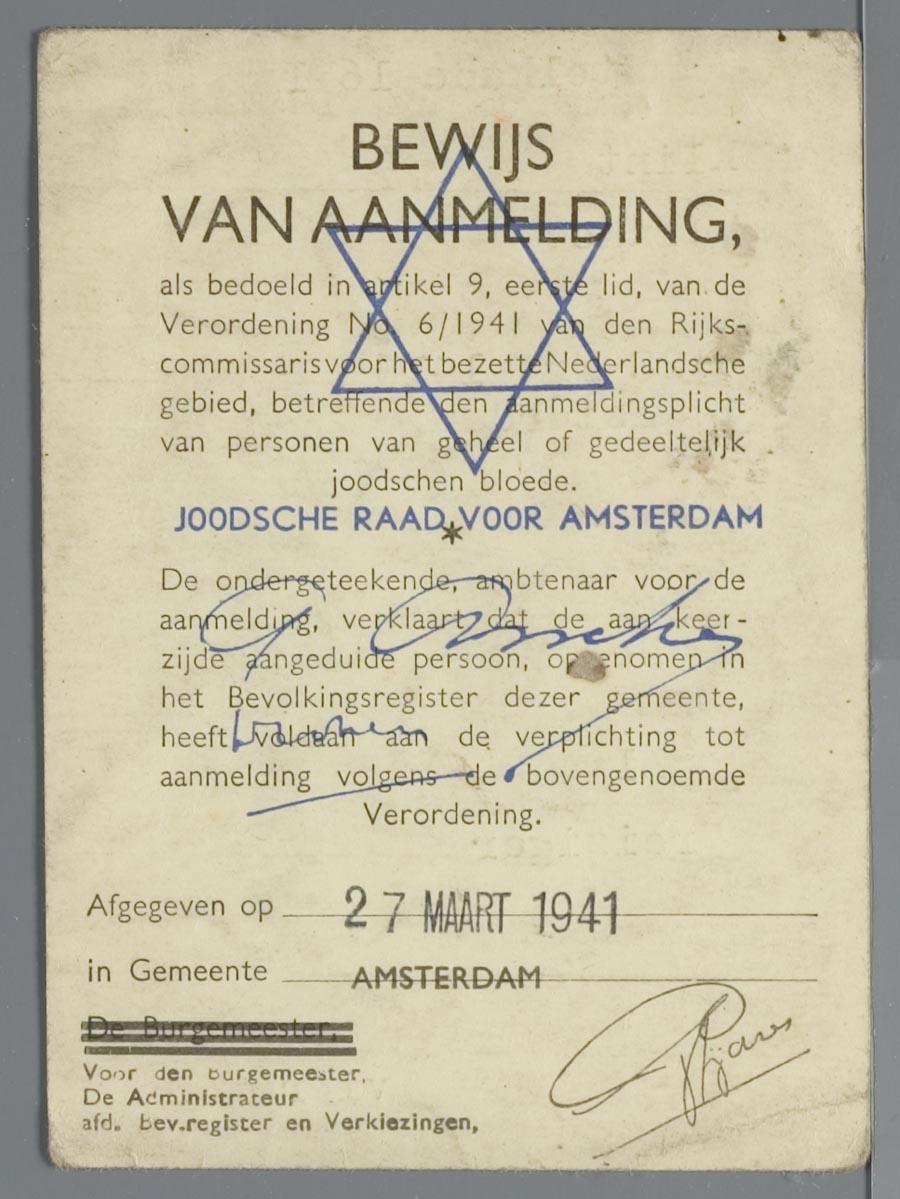 BEWIJS
VAN AANMELDING,
als bedoeld in artikel 9, eerste lid, van de
Verordening No. 6/1941 van den Rijks-
commissaris voor het bezette Nederlandsche
gebied, betreffende den aanmeldingsplicht
van personen van geheel of gedeeltelijk
joodschen bloede.
JOODSCHE RAAD VOOR AMSTERDAM
*
De ondergeteekende, ambtenaar voor de
aanmelding, verklaart dat de aan keer-
zijde aangeduide persoon, opgenomen in
het Bevolkingsregister dezer gemeente,
heeft voldaan aan de verplichting tot
aanmelding volgens de bovengenoemde
Verordening.
Afgegeven op 27 MAART 1941
in Gemeente AMSTERDAM
De Burgemeester,
Voor den Burgemeester,
De Administrateur
afd. Bev.register en Verkiezingen,